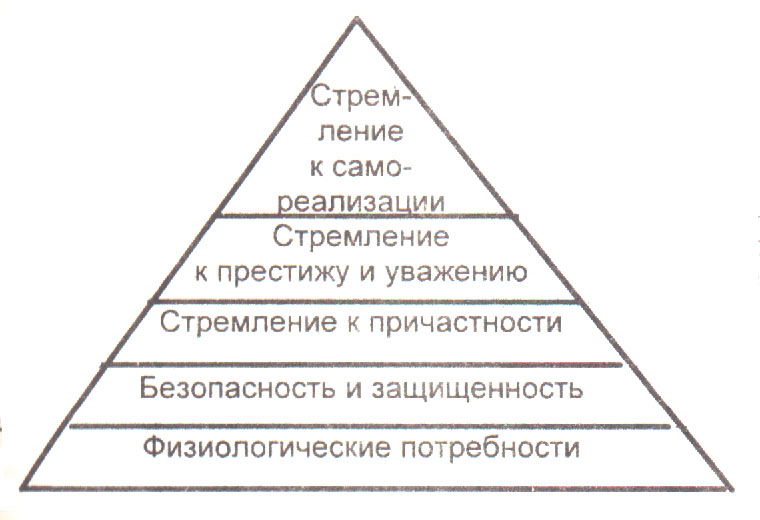 Стрем-
ление
к само-
реализации
Стремление
к престижу и уважению
Стремление к причастности
Безопасность и защищенность
Физиологические потребности